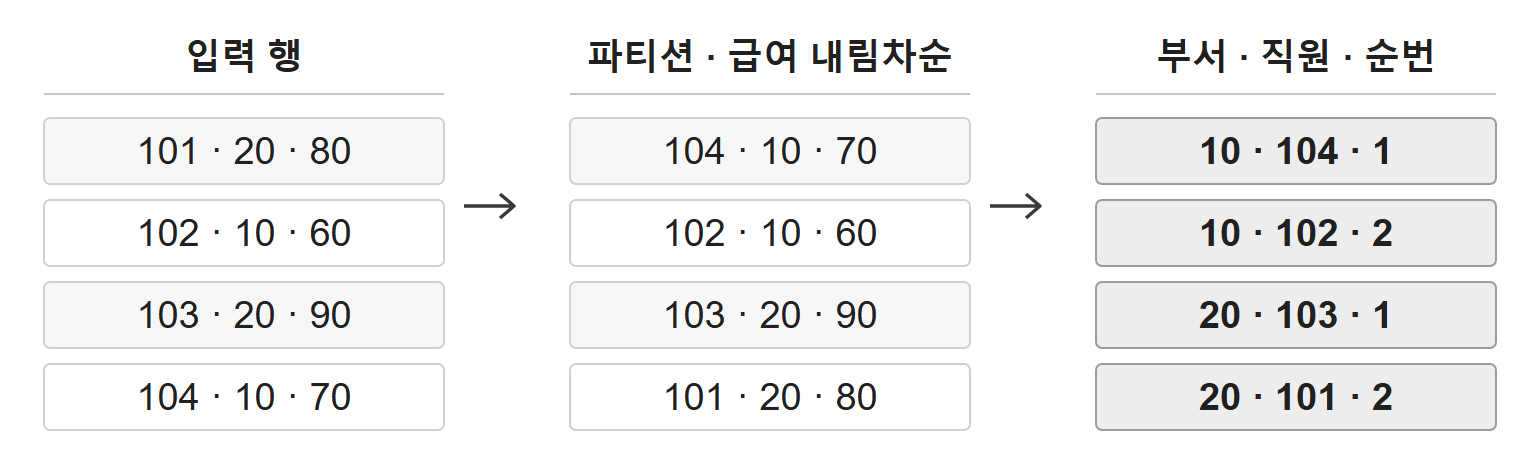 입력 행
101 · 20 · 80
102 · 10 · 60
103 · 20 · 90
104 · 10 · 70
파티션 · 급여 내림차순
104 · 10 · 70
102 · 10 · 60
103 · 20 · 90
101 · 20 · 80
부서 · 직원 · 순번
10 · 104 · 1
10 · 102 · 2
20 · 103 · 1
20 · 101 · 2